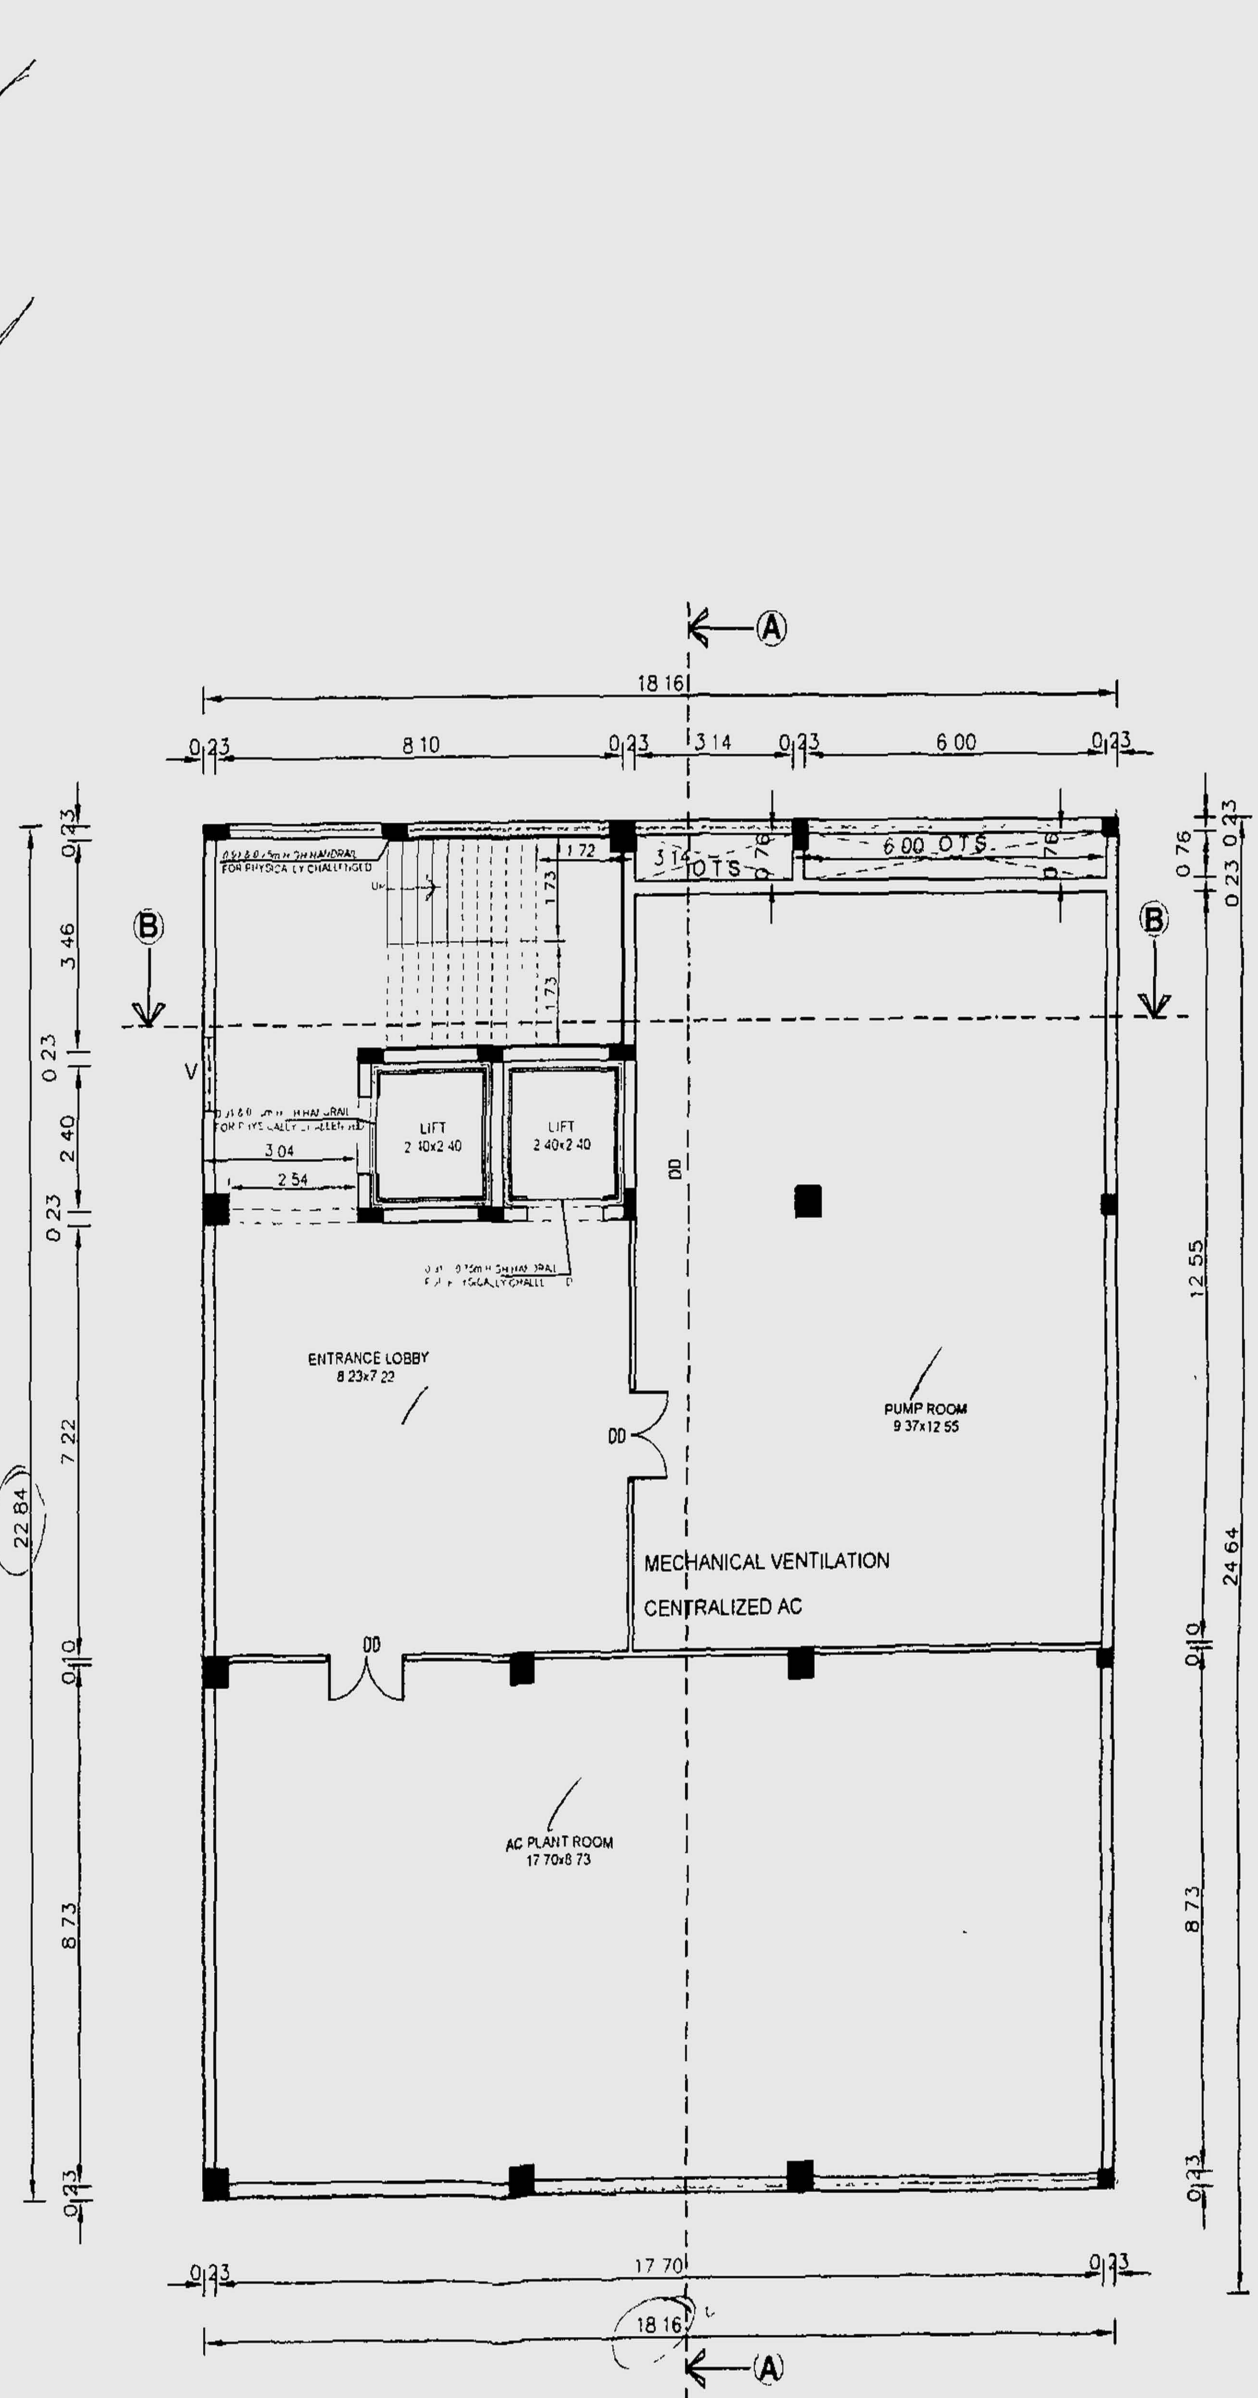 A
18 16
0 23
8 10
0 23
3 14
0 23
6 00
0 23
0 23
0 23
0 76
0 23
3 46
0 23
2 40
0 23
7 22
0 10
8 73
0 23
22 84
FOR PHYSICALLY CHALLENGED
1 72
1 73
1 73
3 14
OTS
0 76
6 00 OTS
0 76
B
B
V
3 04
2 54
LIFT
2 40x2 40
LIFT
2 40x2 40
DD
12 55
24 64
ENTRANCE LOBBY
8 23x7 22
DD
PUMP ROOM
9 37x12 55
MECHANICAL VENTILATION
CENTRALIZED AC
DD
0 10
AC PLANT ROOM
17 70x8 73
8 73
0 23
0 23
17 70
0 23
18 16
A